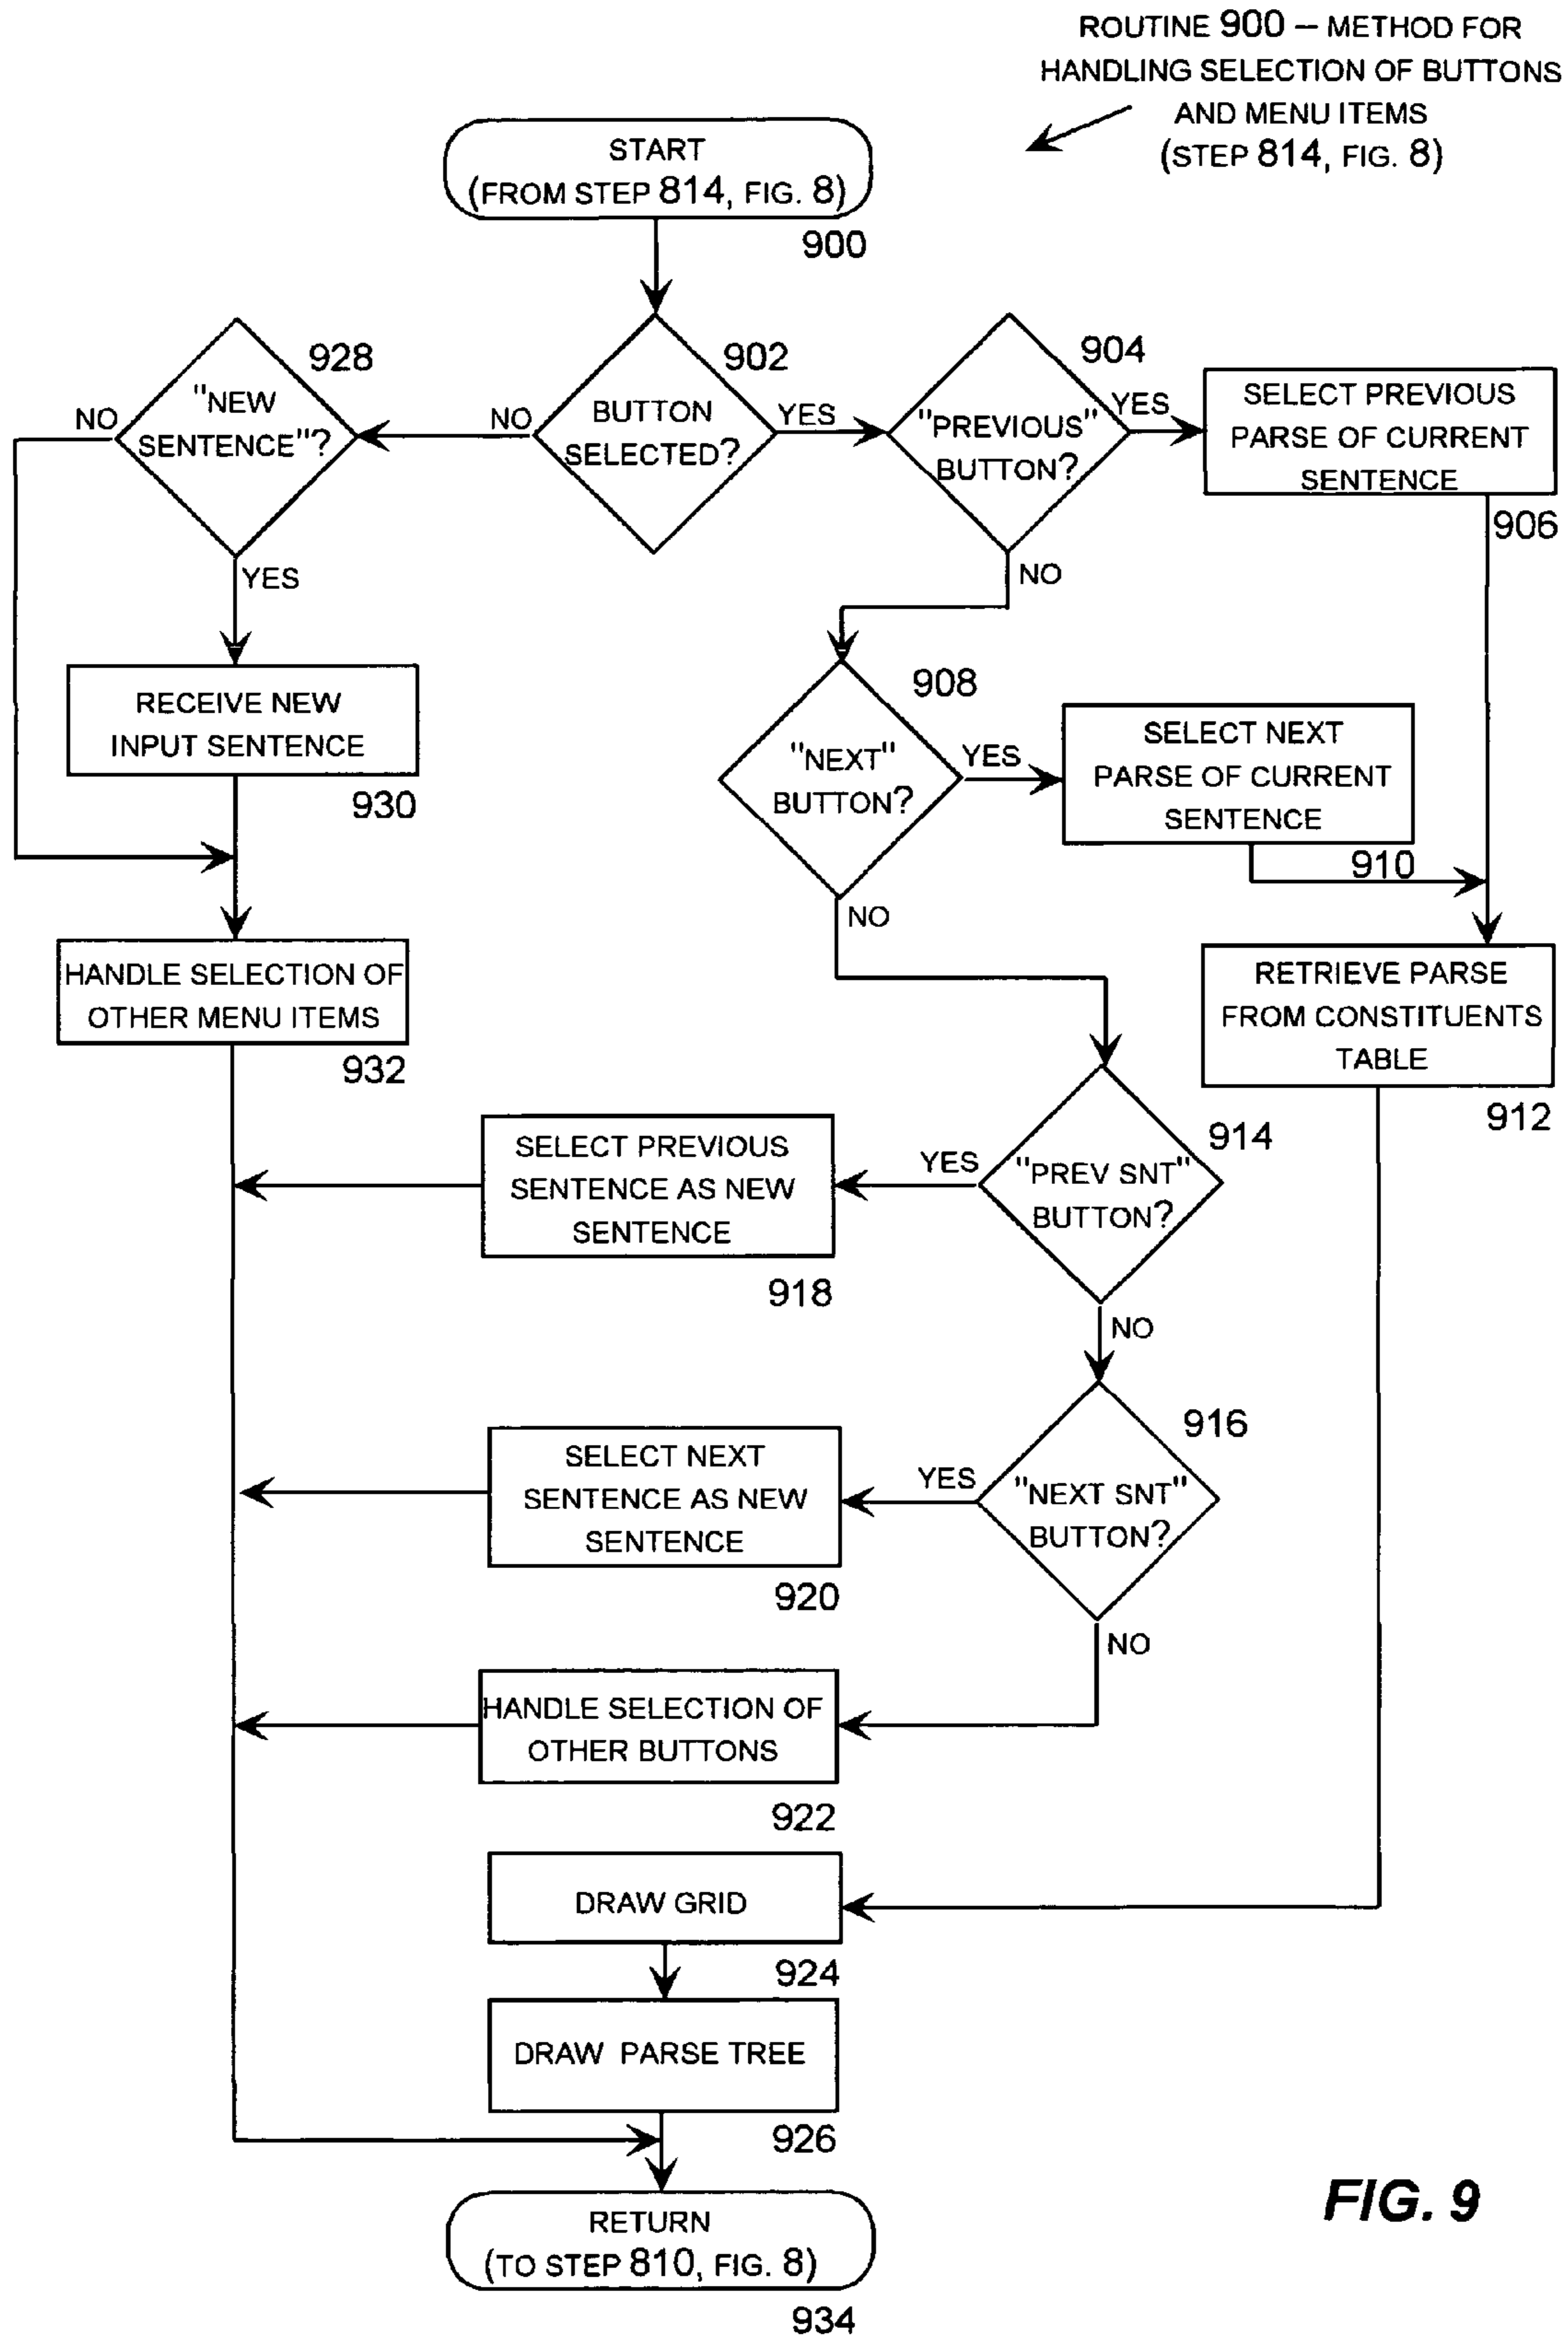 ROUTINE 900 – METHOD FOR
HANDLING SELECTION OF BUTTONS
AND MENU ITEMS
(STEP 814, FIG. 8)
START
(FROM STEP 814, FIG. 8)
900
928
"NEW
SENTENCE"?
NO
YES
902
BUTTON
SELECTED?
NO
YES
904
"PREVIOUS"
BUTTON?
YES
NO
SELECT PREVIOUS
PARSE OF CURRENT
SENTENCE
906
RECEIVE NEW
INPUT SENTENCE
930
908
"NEXT"
BUTTON?
YES
NO
SELECT NEXT
PARSE OF CURRENT
SENTENCE
910
HANDLE SELECTION OF
OTHER MENU ITEMS
932
RETRIEVE PARSE
FROM CONSTITUENTS
TABLE
912
914
"PREV SNT"
BUTTON?
YES
NO
SELECT PREVIOUS
SENTENCE AS NEW
SENTENCE
918
916
"NEXT SNT"
BUTTON?
YES
NO
SELECT NEXT
SENTENCE AS NEW
SENTENCE
920
HANDLE SELECTION OF
OTHER BUTTONS
922
DRAW GRID
924
DRAW PARSE TREE
926
RETURN
(TO STEP 810, FIG. 8)
934
FIG. 9